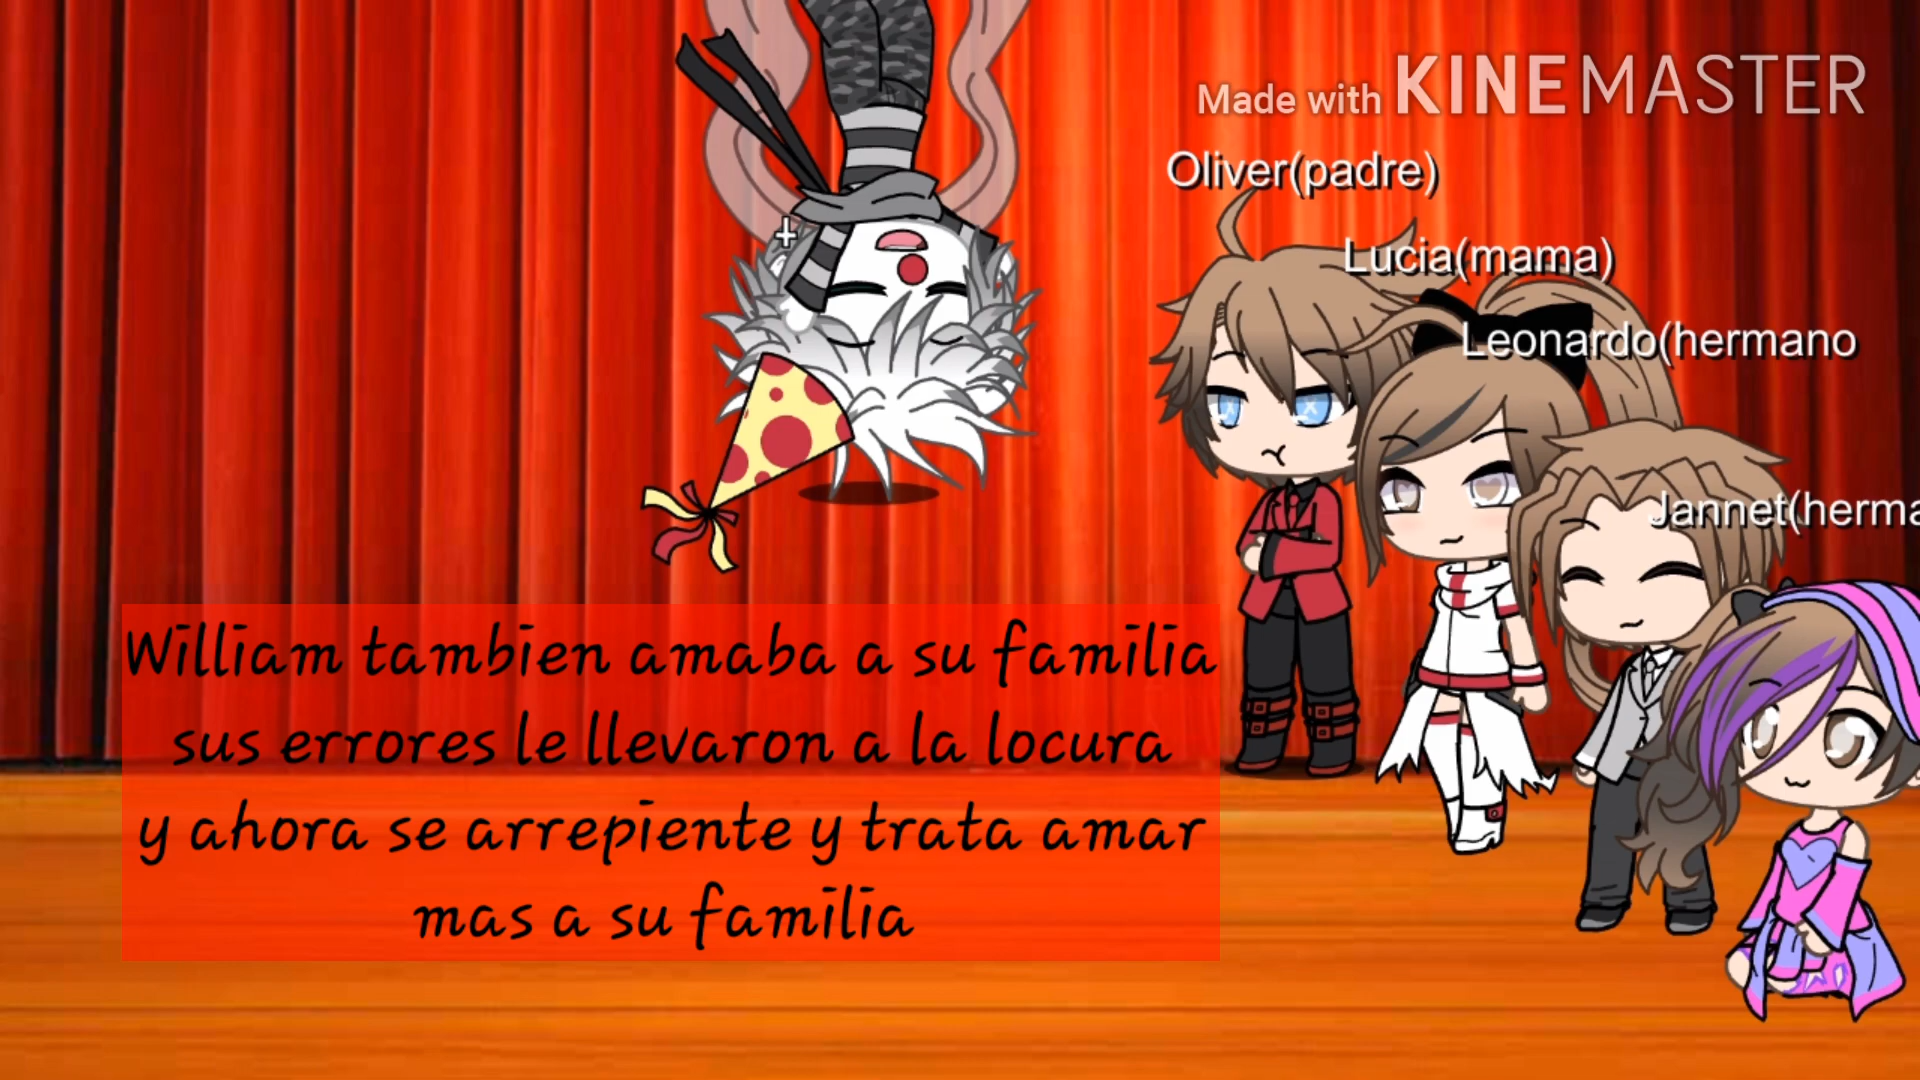 Made with KINEMASTER
Oliver(padre)
Lucia(mama)
Leonardo(hermano
Jannet(herma
William tambien amaba a su familia
sus errores le llevaron a la locura
y ahora se arrepiente y trata amar
mas a su familia